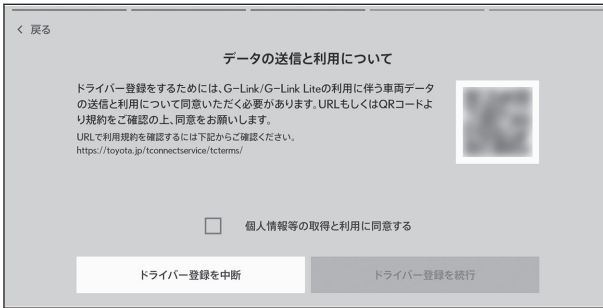 < 戻る
データの送信と利用について
ドライバー登録をするためには、G-Link/G-Link Liteの利用に伴う車両データ
の送信と利用について同意いただく必要があります。URLもしくはQRコードよ
り規約をご確認の上、同意をお願いします。
URLで利用規約を確認するには下記からご確認ください。
https://toyota.jp/tconnectservice/tcterms/
個人情報等の取得と利用に同意する
ドライバー登録を中断
ドライバー登録を続行